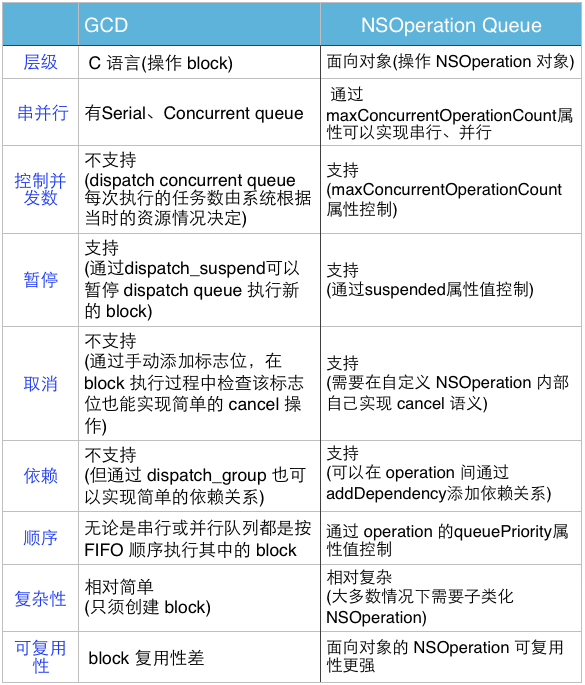 GCD
NSOperation Queue
层级
C 语言(操作 block)
面向对象(操作 NSOperation 对象)
串并行
有Serial、Concurrent queue
通过
maxConcurrentOperationCount属
性可以实现串行、并行
控制并
发数
不支持
(dispatch concurrent queue
每次执行的任务数由系统根据
当时的资源情况决定)
支持
(maxConcurrentOperationCount
属性控制)
暂停
支持
(通过dispatch_suspend可以
暂停 dispatch queue 执行新
的 block)
支持
(通过suspended属性值控制)
取消
不支持
(通过手动添加标志位，在
block 执行过程中检查该标志
位也能实现简单的 cancel 操
作)
支持
(需要在自定义 NSOperation 内部
自己实现 cancel 语义)
依赖
不支持
(但通过 dispatch_group 也可
以实现简单的依赖关系)
支持
(可以在 operation 间通过
addDependency添加依赖关系)
顺序
无论是串行或并行队列都是按
FIFO 顺序执行其中的 block
通过 operation 的queuePriority属
性值控制
复杂性
相对简单
(只须创建 block)
相对复杂
(大多数情况下需要子类化
NSOperation)
可复用
性
block 复用性差
面向对象的 NSOperation 可复用
性更强